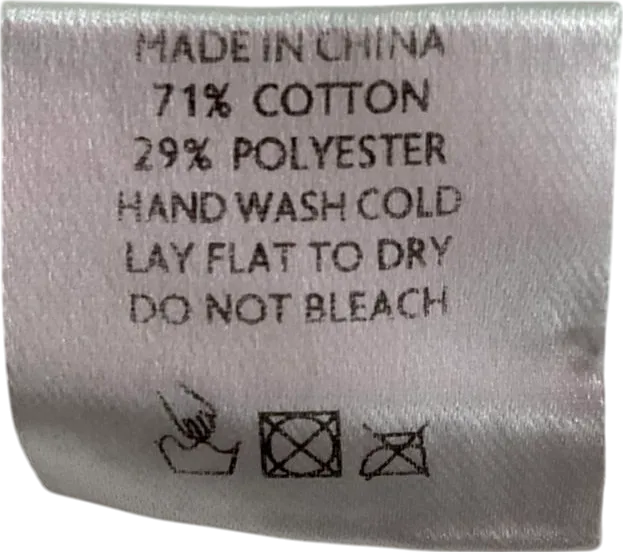 MADE IN CHINA
71% COTTON
29% POLYESTER
HAND WASH COLD
LAY FLAT TO DRY
DO NOT BLEACH